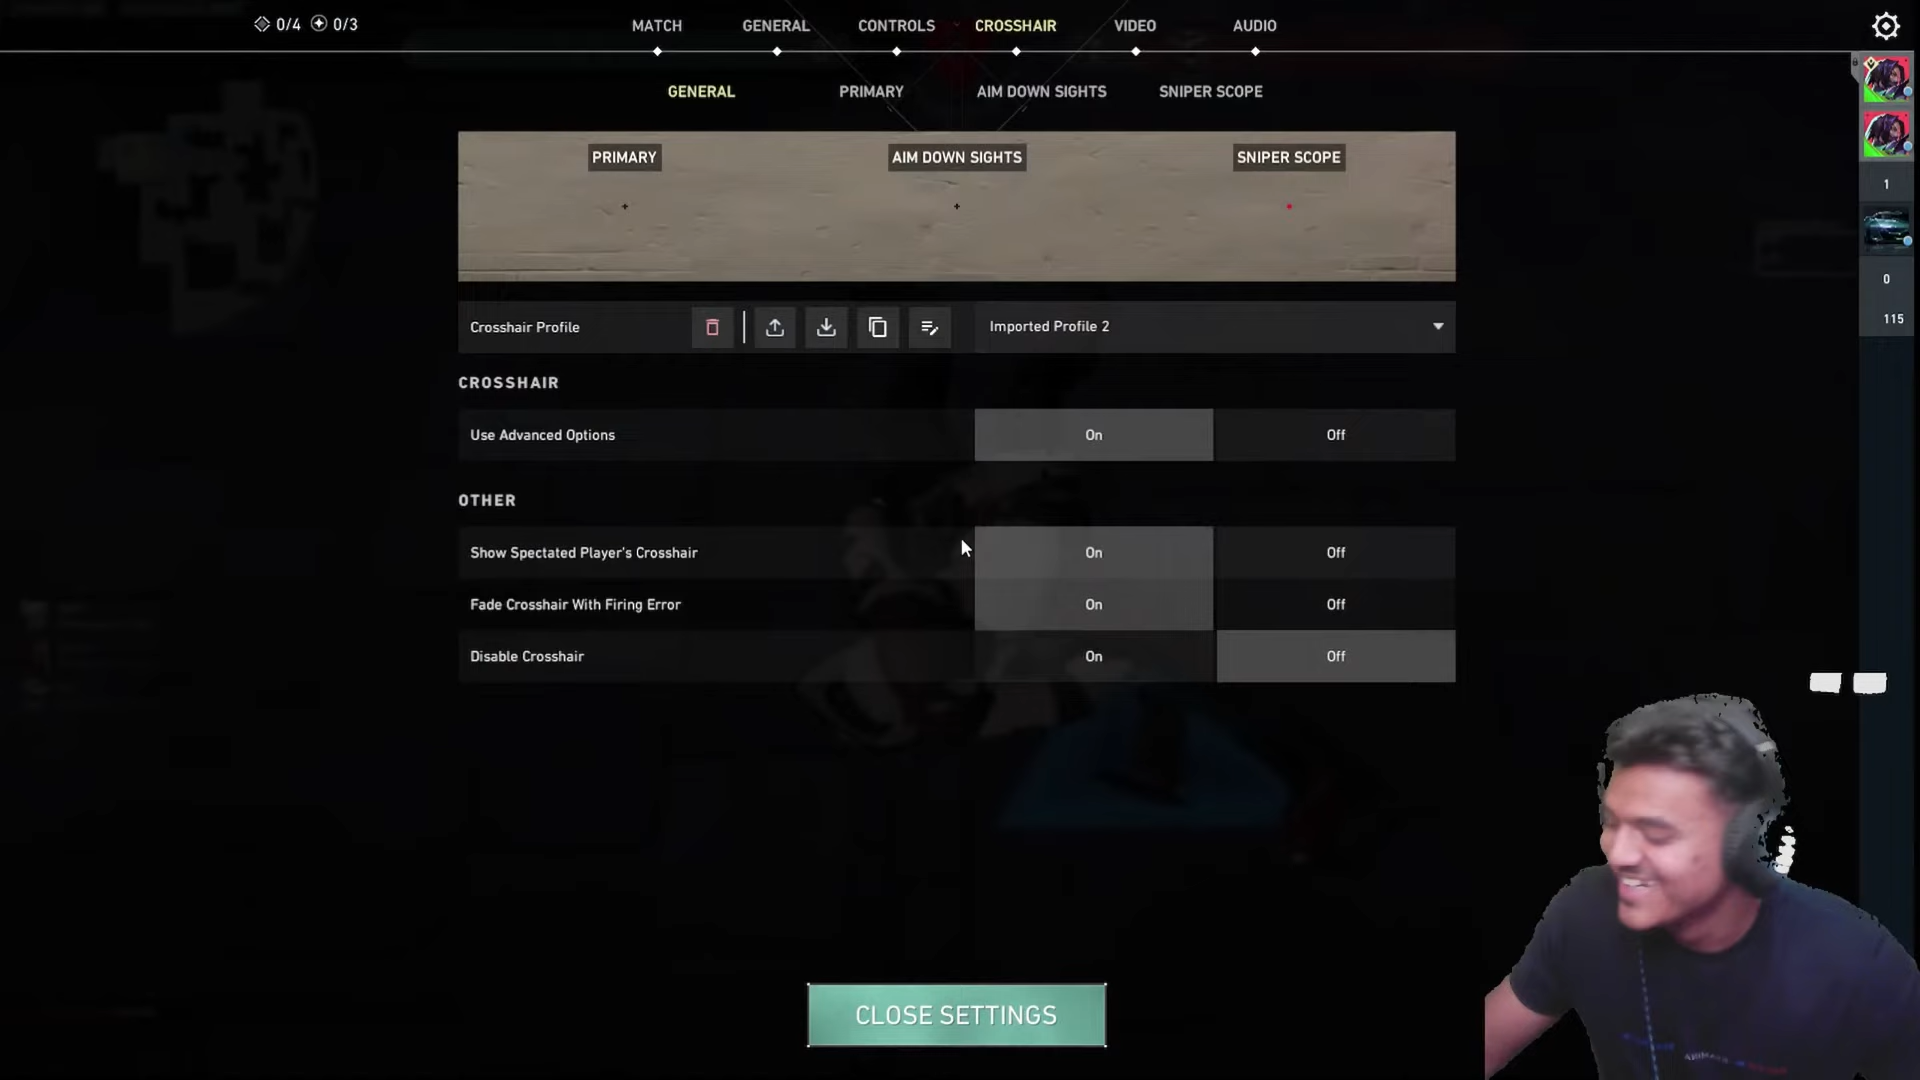 0/4 0/3
MATCH GENERAL CONTROLS CROSSHAIR VIDEO AUDIO
GENERAL PRIMARY AIM DOWN SIGHTS SNIPER SCOPE
PRIMARY AIM DOWN SIGHTS SNIPER SCOPE
Crosshair Profile Imported Profile 2
CROSSHAIR
Use Advanced Options On Off
OTHER
Show Spectated Player's Crosshair On Off
Fade Crosshair With Firing Error On Off
Disable Crosshair On Off
CLOSE SETTINGS
1
0
115